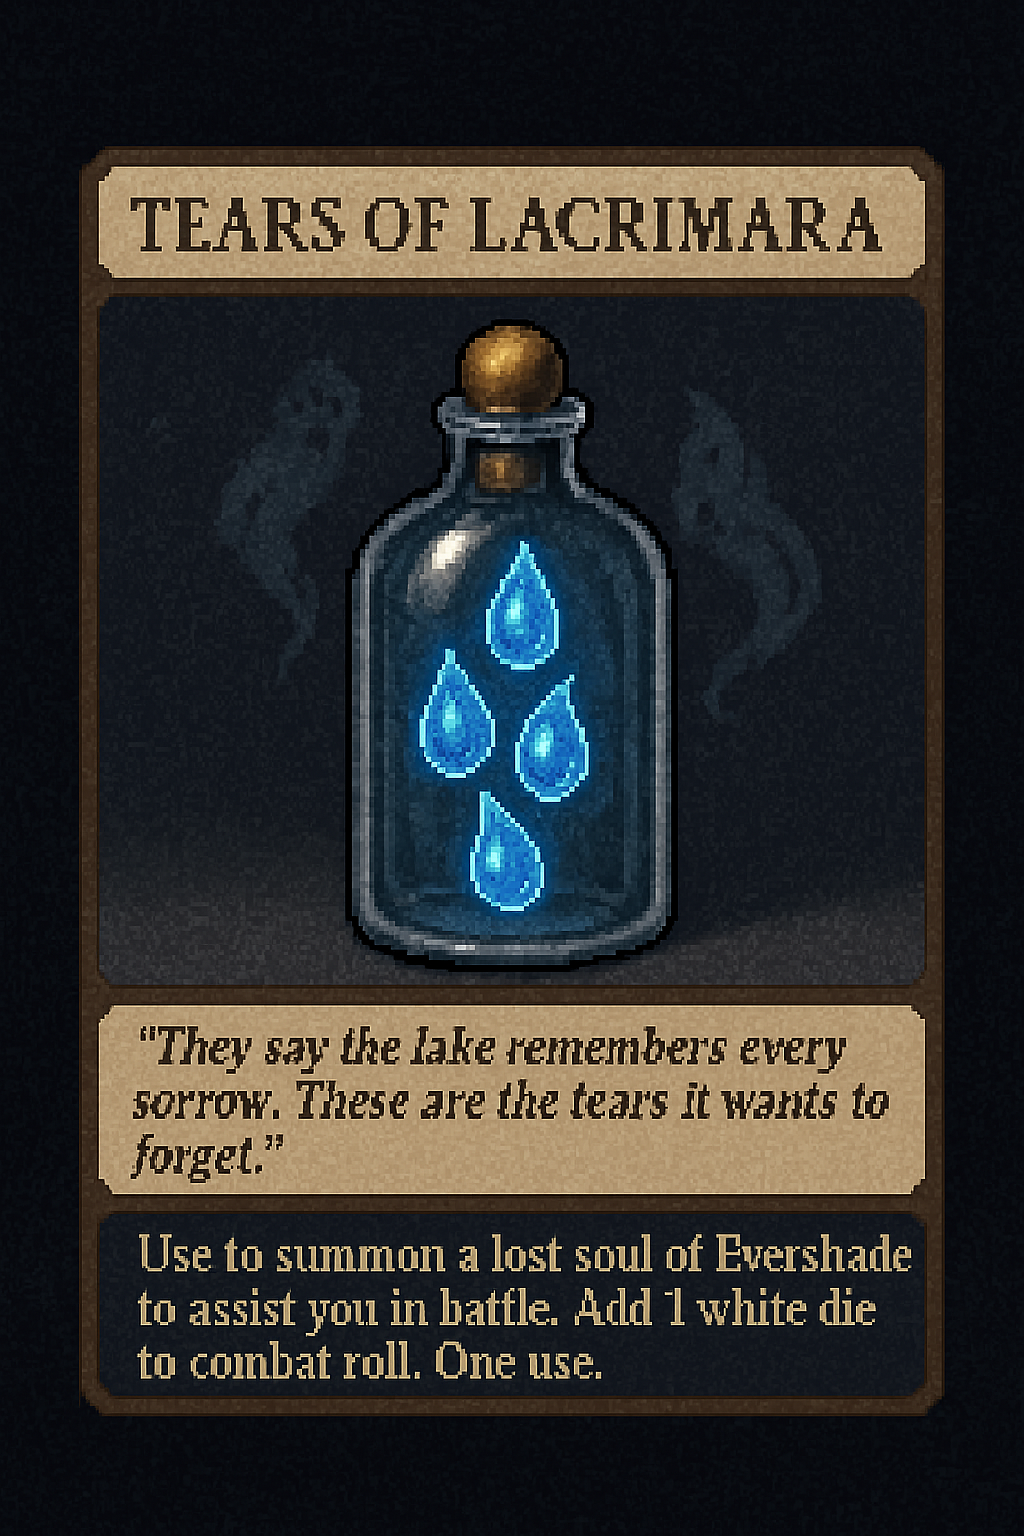 TEARS OF LACRIMARA
“They say the lake remembers every
sorrow. These are the tears it wants to
forget.”
Use to summon a lost soul of Evershade
to assist you in battle. Add 1 white die
to combat roll. One use.